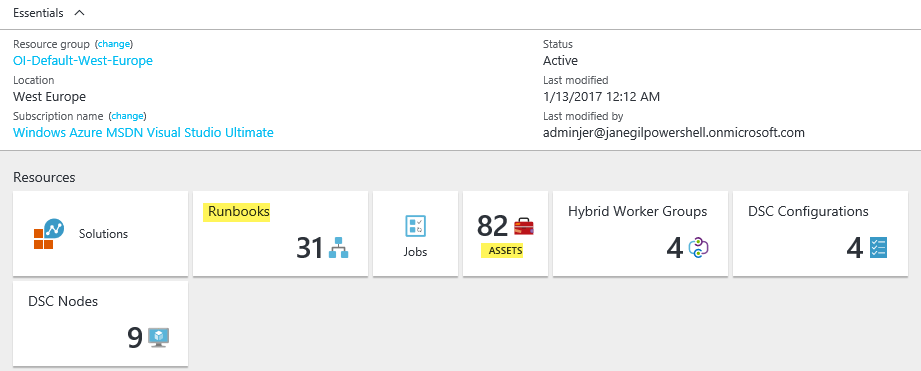 Essentials
Resource group (change)
OI-Default-West-Europe
Location
West Europe
Subscription name (change)
Windows Azure MSDN Visual Studio Ultimate
Status
Active
Last modified
1/13/2017 12:12 AM
Last modified by
adminjer@janegilpowershell.onmicrosoft.com
Resources
Solutions
Runbooks
31
Jobs
82
ASSETS
Hybrid Worker Groups
4
DSC Configurations
4
DSC Nodes
9